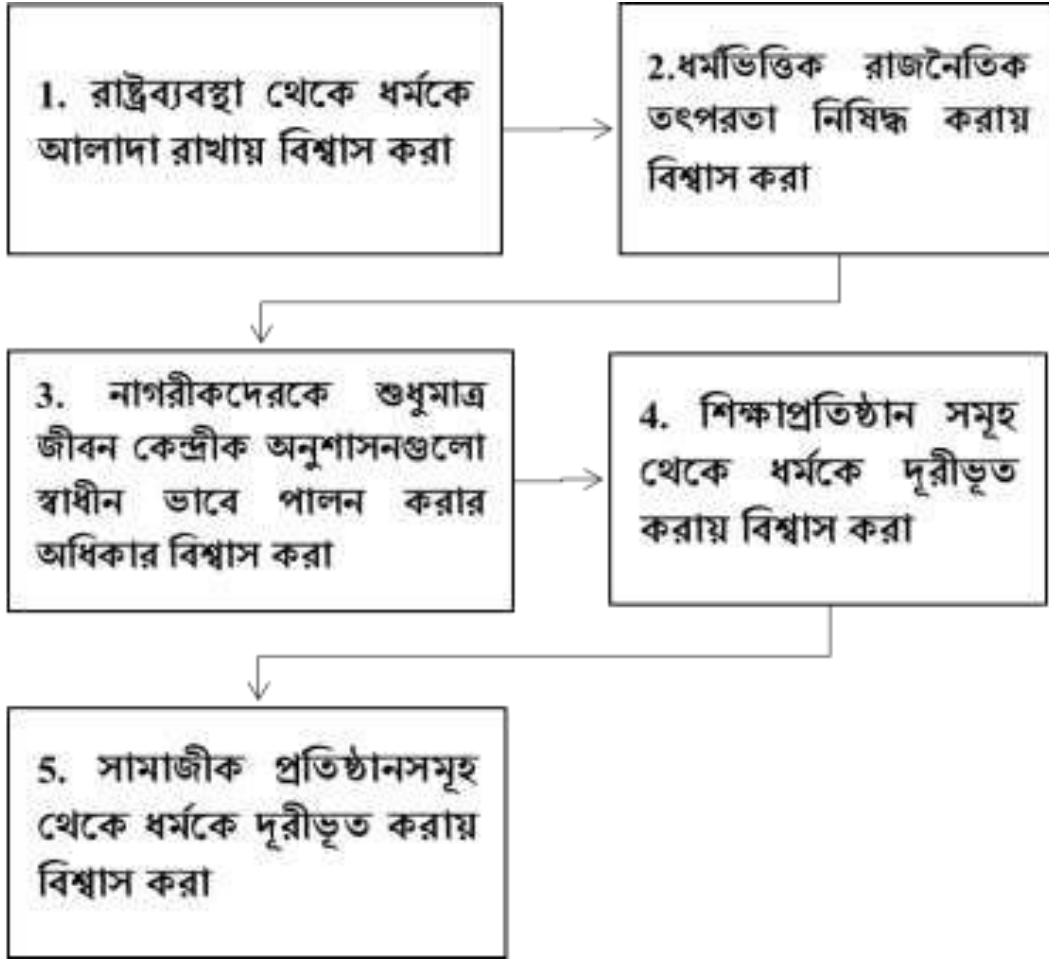 1. রাষ্ট্রব্যবস্থা থেকে ধর্মকে
আলাদা রাখায় বিশ্বাস করা
2.ধর্মভিত্তিক রাজনৈতিক
তৎপরতা নিষিদ্ধ করায়
বিশ্বাস করা
3. নাগরীকদেরকে শুধুমাত্র
জীবন কেন্দ্রীক অনুশাসনগুলো
স্বাধীন ভাবে পালন করার
অধিকার বিশ্বাস করা
4. শিক্ষাপ্রতিষ্ঠান সমূহ
থেকে ধর্মকে দূরীভূত
করায় বিশ্বাস করা
5. সামাজীক প্রতিষ্ঠানসমূহ
থেকে ধর্মকে দূরীভূত করায়
বিশ্বাস করা